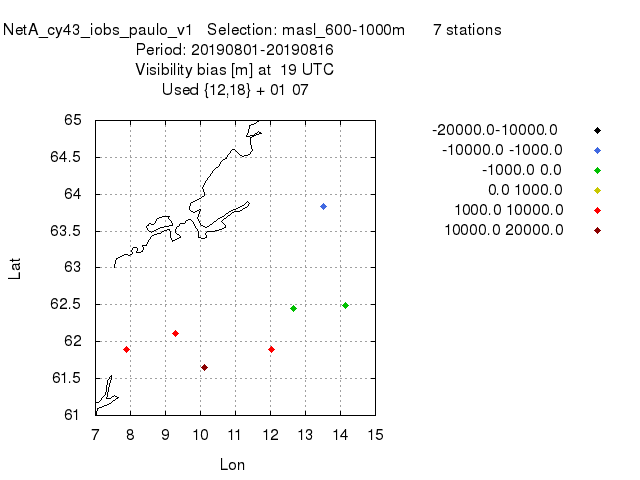 NetA_cy43_iobs_paulo_v1 Selection: masl_600-1000m 7 stations
Period: 20190801-20190816
Visibility bias [m] at 19 UTC
Used {12,18} + 01 07
-20000.0-10000.0
-10000.0 -1000.0
-1000.0 0.0
0.0 1000.0
1000.0 10000.0
10000.0 20000.0
65
64.5
64
63.5
63
62.5
62
61.5
61
Lat
7 8 9 10 11 12 13 14 15
Lon